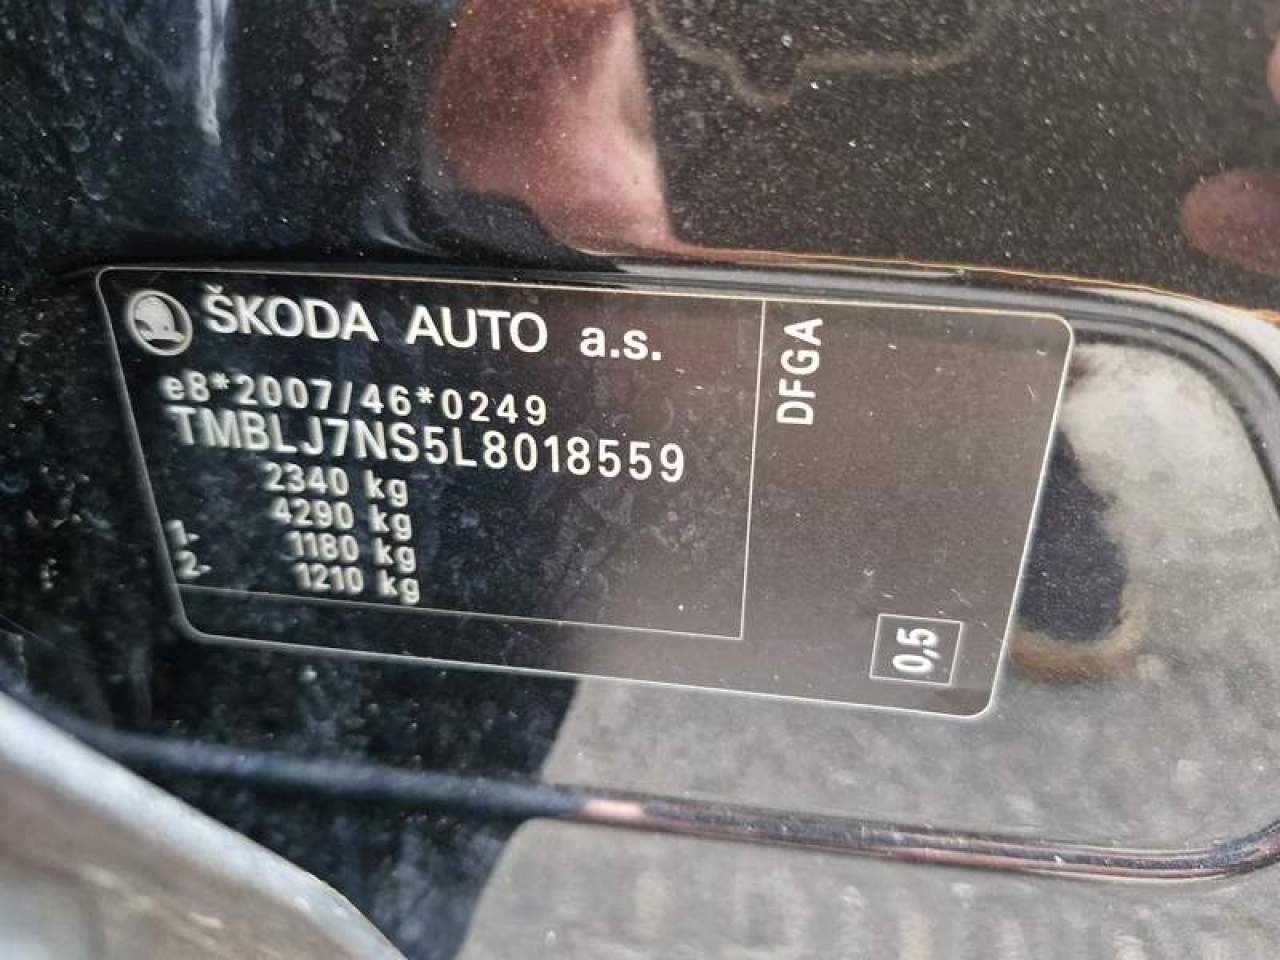 ŠKODA AUTO a.s.
e8*2007/46*0249
TMBLJ7NS5L8018559
2340 kg
4290 kg
1- 1180 kg
2- 1210 kg
DFGA
0,5